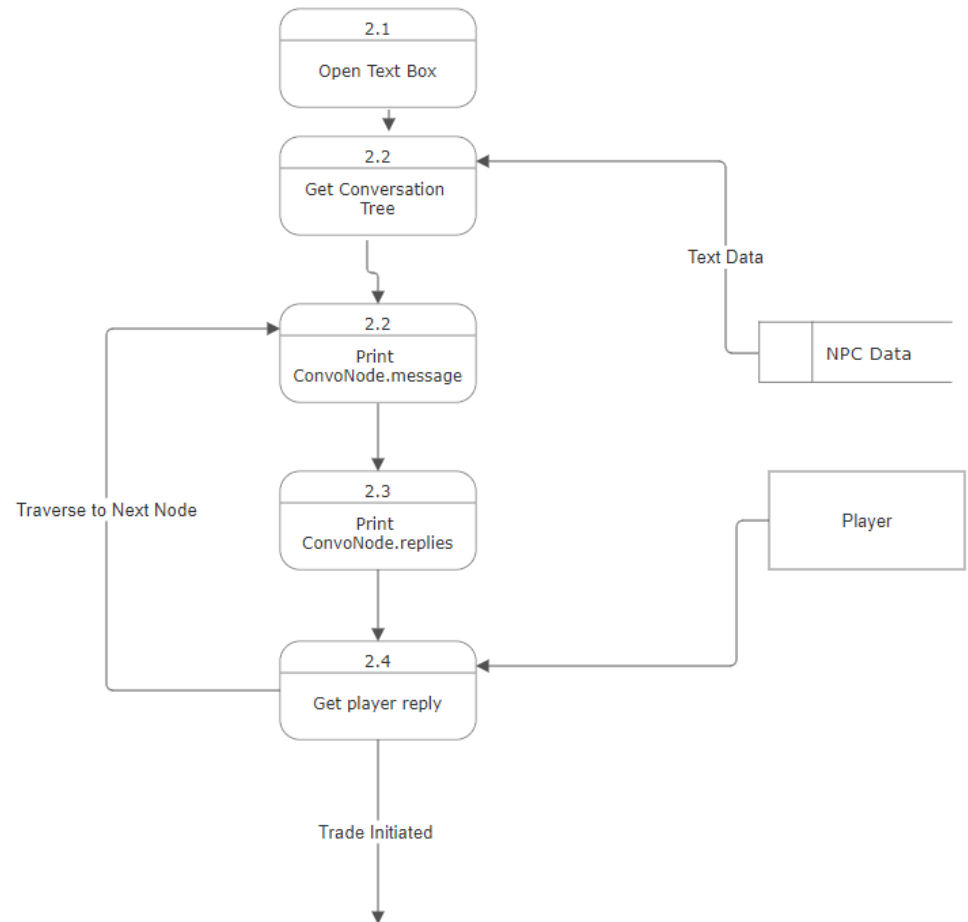 2.1
Open Text Box
2.2
Get Conversation
Tree
Text Data
2.2
Print
ConvoNode.message
NPC Data
2.3
Print
ConvoNode.replies
Traverse to Next Node
Player
2.4
Get player reply
Trade Initiated